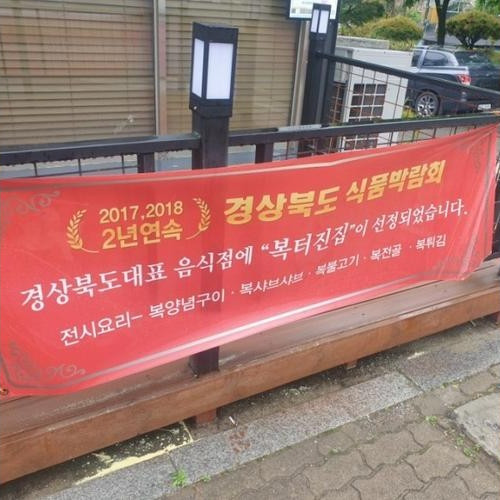 2017,2018
2년연속
경상북도 식품박람회
경상북도대표 음식점에 "복터진집"이 선정되었습니다.
전시요리- 복양념구이 · 복샤브샤브 · 복불고기 · 복전골 · 복튀김